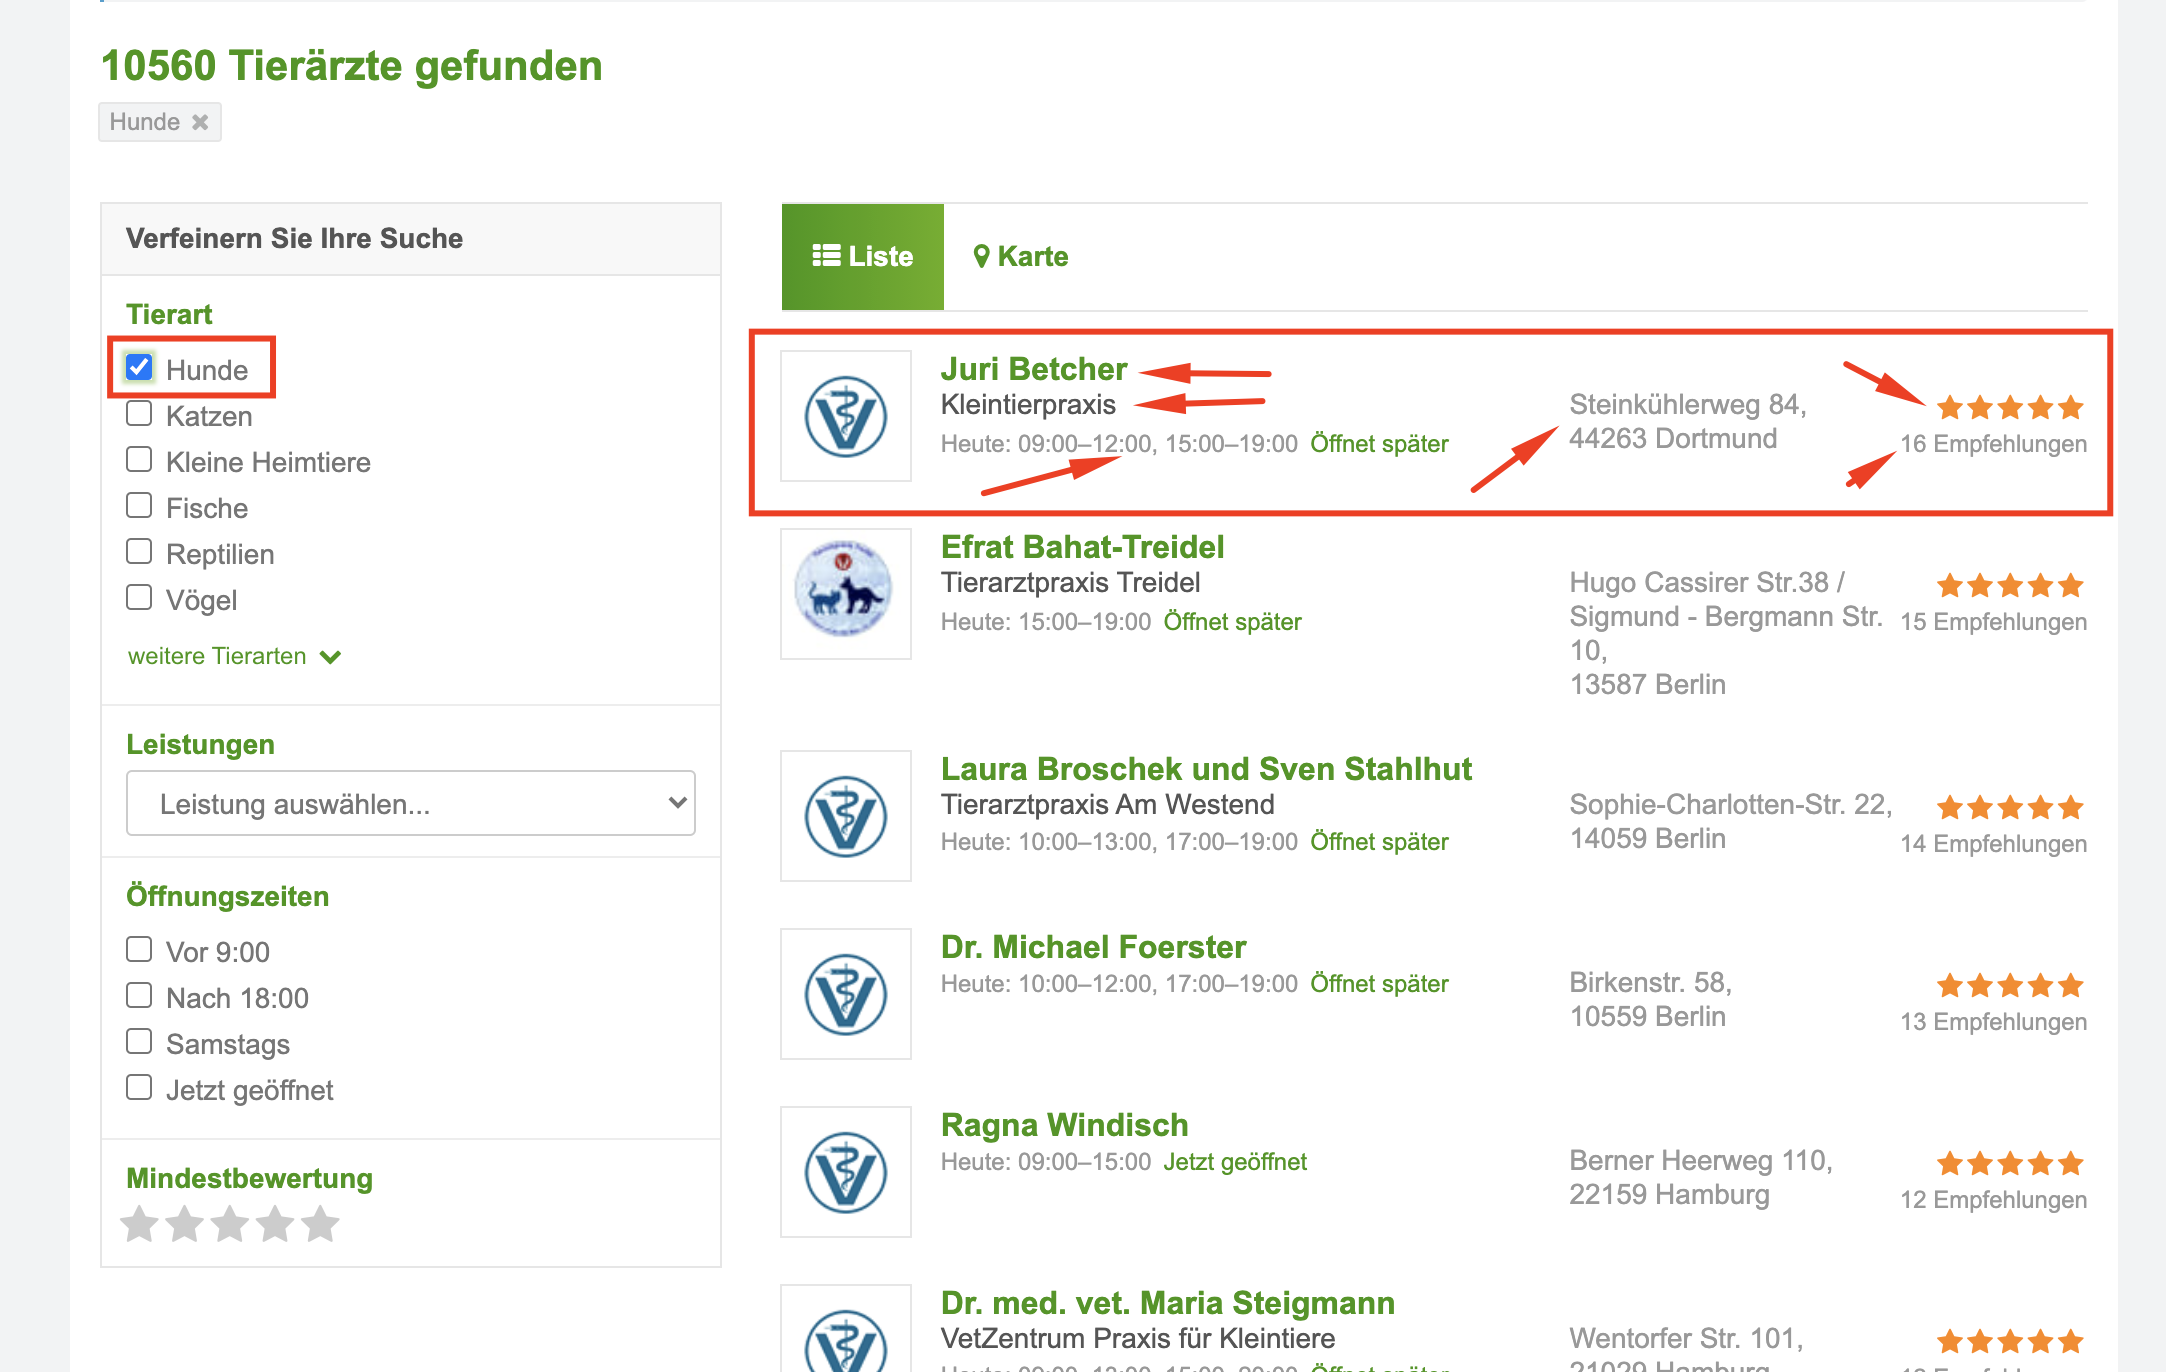 10560 Tierärzte gefunden
Hunde
Verfeinern Sie Ihre Suche
Tierart
Hunde
Katzen
Kleine Heimtiere
Fische
Reptilien
Vögel
weitere Tierarten
Leistungen
Leistung auswählen...
Öffnungszeiten
Vor 9:00
Nach 18:00
Samstags
Jetzt geöffnet
Mindestbewertung
Liste
Karte
Juri Betcher
Kleintierpraxis
Heute: 09:00–12:00, 15:00–19:00 Öffnet später
Steinkühlerweg 84,
44263 Dortmund
16 Empfehlungen
Efrat Bahat-Treidel
Tierarztpraxis Treidel
Heute: 15:00–19:00 Öffnet später
Hugo Cassirer Str.38 /
Sigmund - Bergmann Str.
10,
13587 Berlin
15 Empfehlungen
Laura Broschek und Sven Stahlhut
Tierarztpraxis Am Westend
Heute: 10:00–13:00, 17:00–19:00 Öffnet später
Sophie-Charlotten-Str. 22,
14059 Berlin
14 Empfehlungen
Dr. Michael Foerster
Heute: 10:00–12:00, 17:00–19:00 Öffnet später
Birkenstr. 58,
10559 Berlin
13 Empfehlungen
Ragna Windisch
Heute: 09:00–15:00 Jetzt geöffnet
Berner Heerweg 110,
22159 Hamburg
12 Empfehlungen
Dr. med. vet. Maria Steigmann
VetZentrum Praxis für Kleintiere
Wentorfer Str. 101,
21029 Hamburg